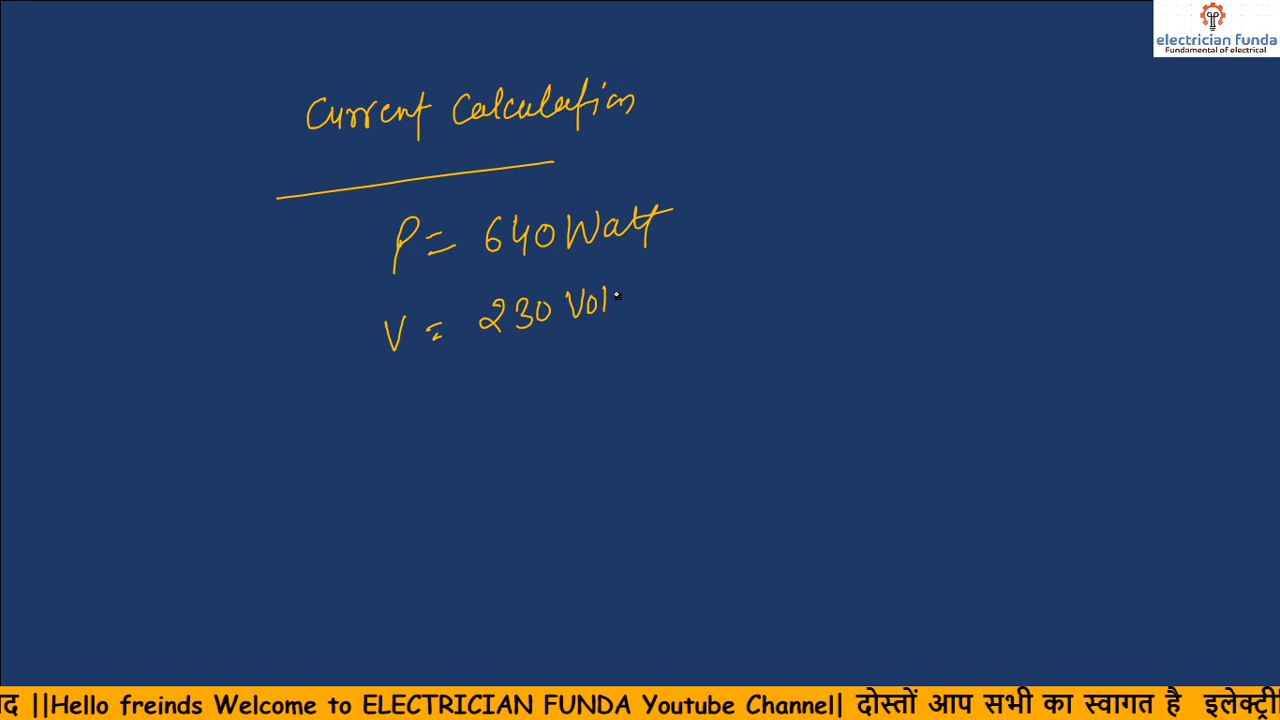 electrician funda
Fundamental of electrical
Current Calculation
P= 640 Watt
V = 230 Vol
ाद ||Hello freinds Welcome to ELECTRICIAN FUNDA Youtube Channel| दोस्तों आप सभी का स्वागत है